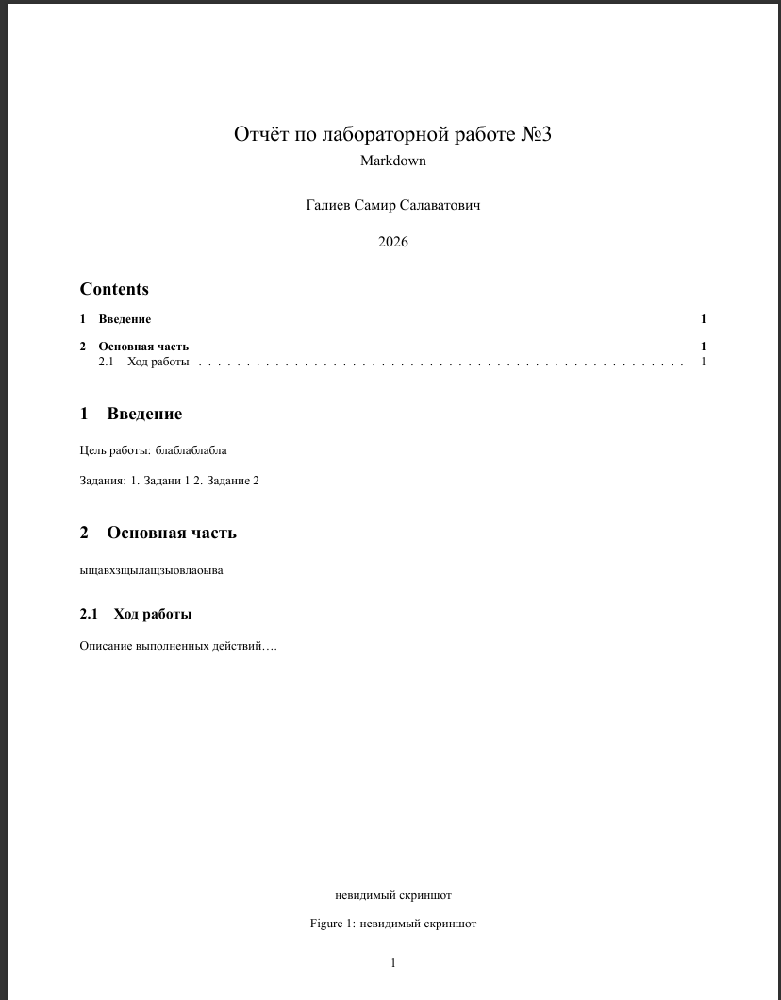 Отчёт по лабораторной работе №3
Markdown
Галиев Самир Салаватович
2026
Contents
1 Введение 1
2 Основная часть 1
2.1 Ход работы . . . . . . . . . . . . . . . . . . . . . . . . . . . . . . . . . . . . . . . . . . . . . . . . . . . 1
1 Введение
Цель работы: блаблаблабла
Задания: 1. Задани 1 2. Задание 2
2 Основная часть
ыщавхзщылащзыовлаоыва
2.1 Ход работы
Описание выполненных действий….
невидимый скриншот
Figure 1: невидимый скриншот
1